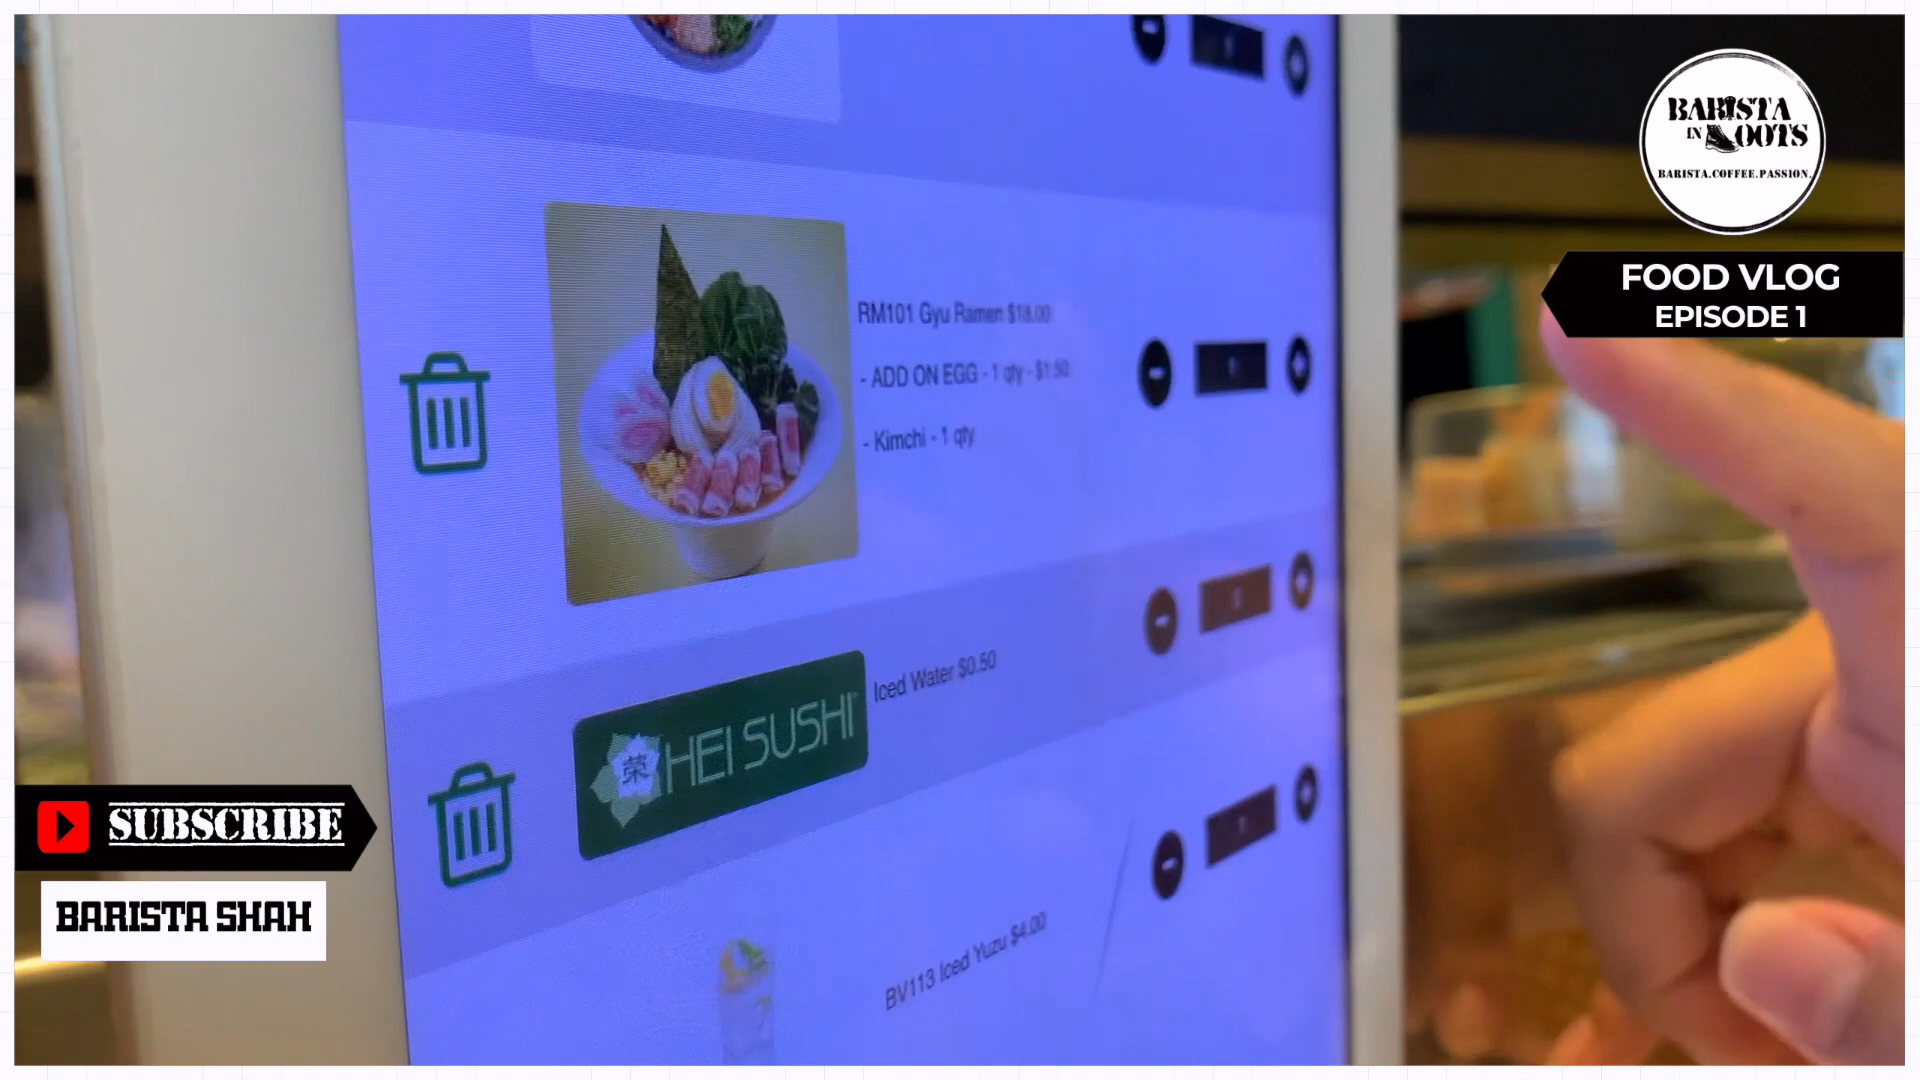 BARISTA
IN BOOTS
BARISTA.COFFEE.PASSION.
FOOD VLOG
EPISODE 1
RM101 Gyu Ramen $18.00
- ADD ON EGG - 1 qty - $1.50
- Kimchi - 1 qty
Iced Water $0.50
榮 HEI SUSHI
BV113 Iced Yuzu $4.00
SUBSCRIBE
BARISTA SHAH